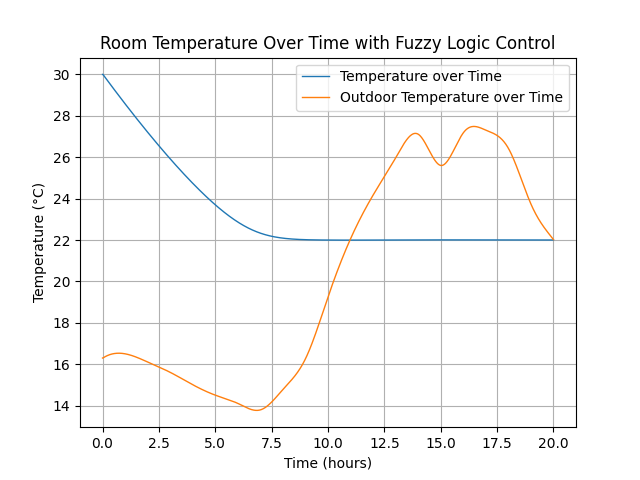 Room Temperature Over Time with Fuzzy Logic Control
Temperature over Time
Outdoor Temperature over Time
Temperature (°C)
30
28
26
24
22
20
18
16
14
0.0 2.5 5.0 7.5 10.0 12.5 15.0 17.5 20.0
Time (hours)